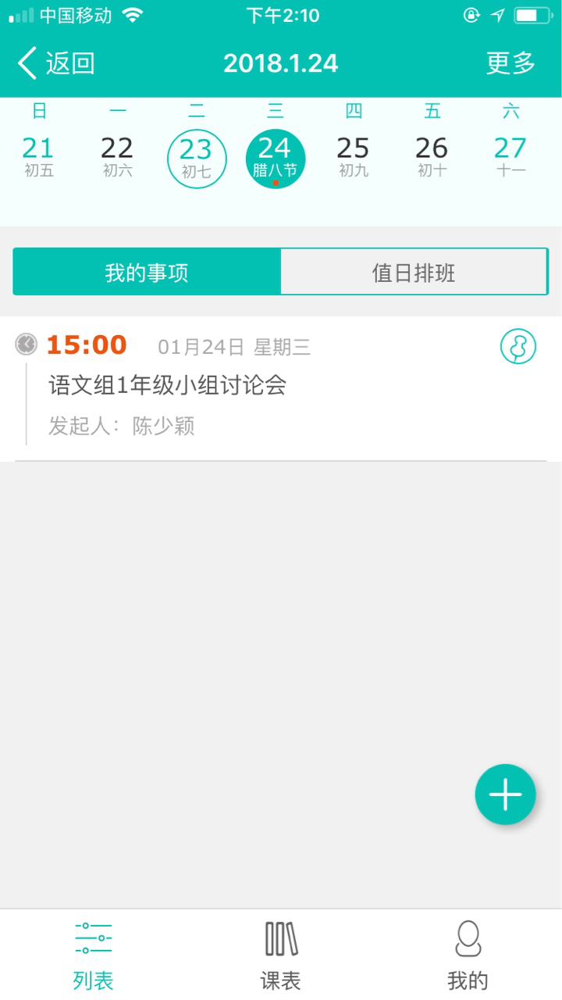 中国移动 下午2:10
返回 2018.1.24 更多
日 一 二 三 四 五 六
21 22 23 24 25 26 27
初五 初六 初七 腊八节 初九 初十 十一
我的事项 值日排班
15:00 01月24日 星期三
语文组1年级小组讨论会
发起人：陈少颖
列表 课表 我的